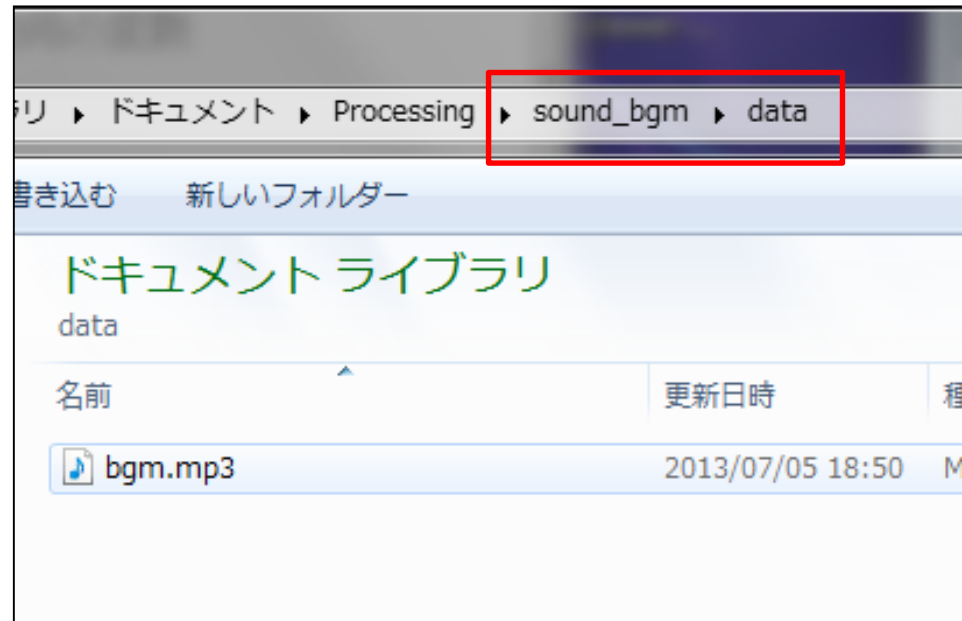 ラリ ▸ ドキュメント ▸ Processing ▸ sound_bgm ▸ data
書き込む 新しいフォルダー
ドキュメント ライブラリ
data
名前 更新日時 種
bgm.mp3 2013/07/05 18:50 M